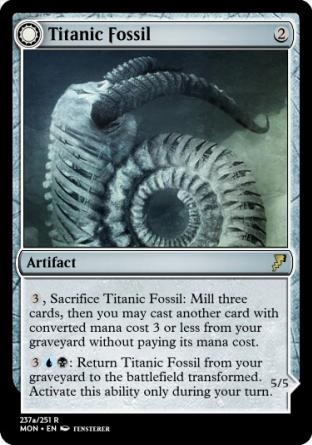 Titanic Fossil 2
Artifact
3, Sacrifice Titanic Fossil: Mill three
cards, then you may cast another card with
converted mana cost 3 or less from your
graveyard without paying its mana cost.
3: Return Titanic Fossil from your
graveyard to the battlefield transformed.
Activate this ability only during your turn.
5/5
237a/251 R
MON • EN FENSTERER